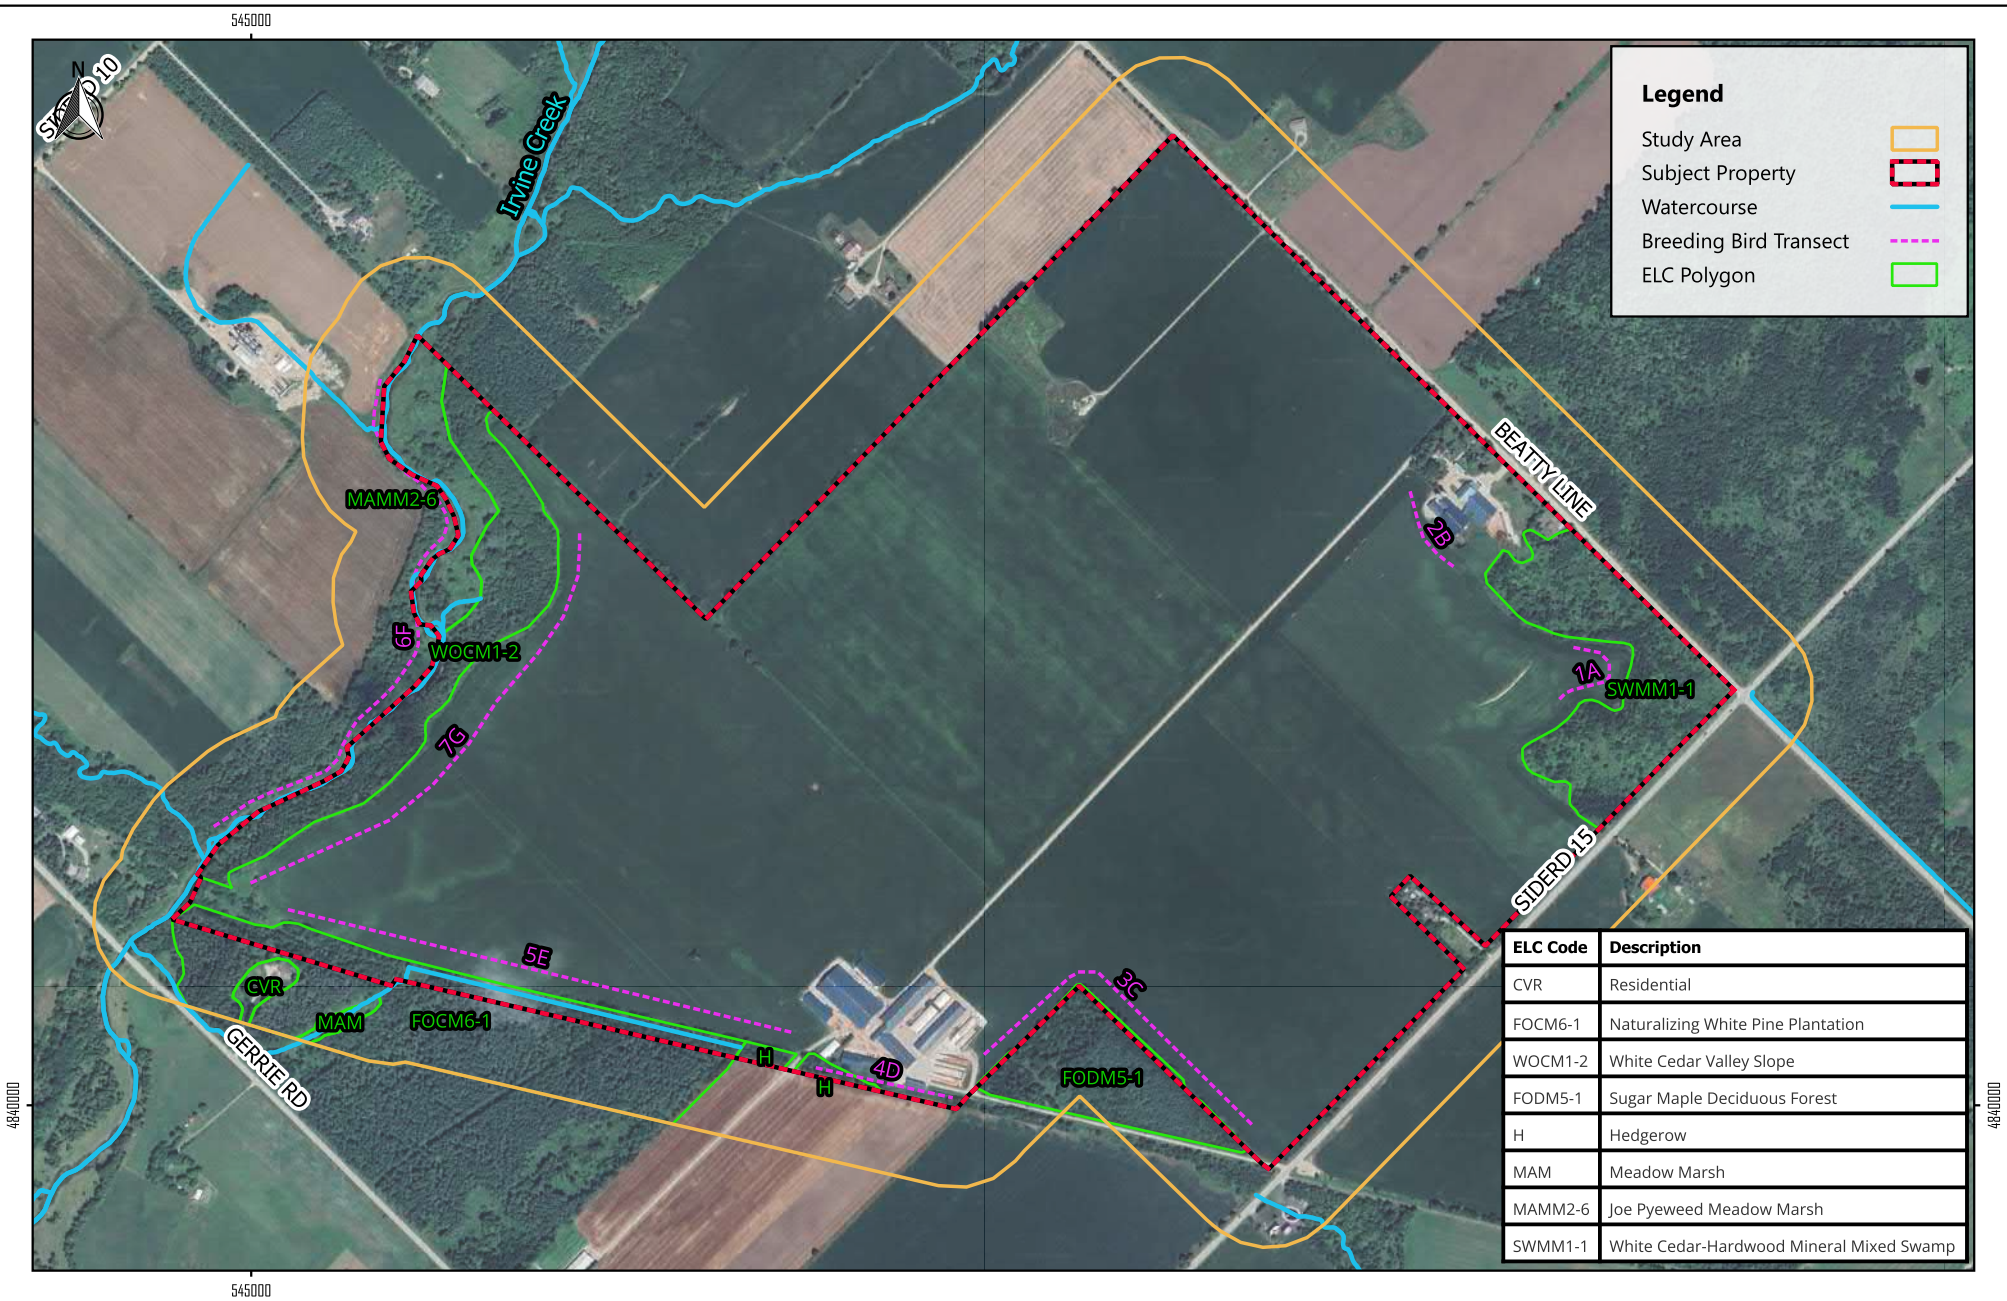 545000
N
Irvine Creek
Legend
Study Area
Subject Property
Watercourse
Breeding Bird Transect
ELC Polygon
BEATTY LINE
MAMM2-6
2B
6F
WOCM1-2
1A
SWMM1-1
7G
SIDERD 15
5E
CVR
3C
MAM
FOCM6-1
H
4D
H
FODM5-1
GERRIE RD
4840000
4840000
ELC Code Description
CVR Residential
FOCM6-1 Naturalizing White Pine Plantation
WOCM1-2 White Cedar Valley Slope
FODM5-1 Sugar Maple Deciduous Forest
H Hedgerow
MAM Meadow Marsh
MAMM2-6 Joe Pyeweed Meadow Marsh
SWMM1-1 White Cedar-Hardwood Mineral Mixed Swamp
545000